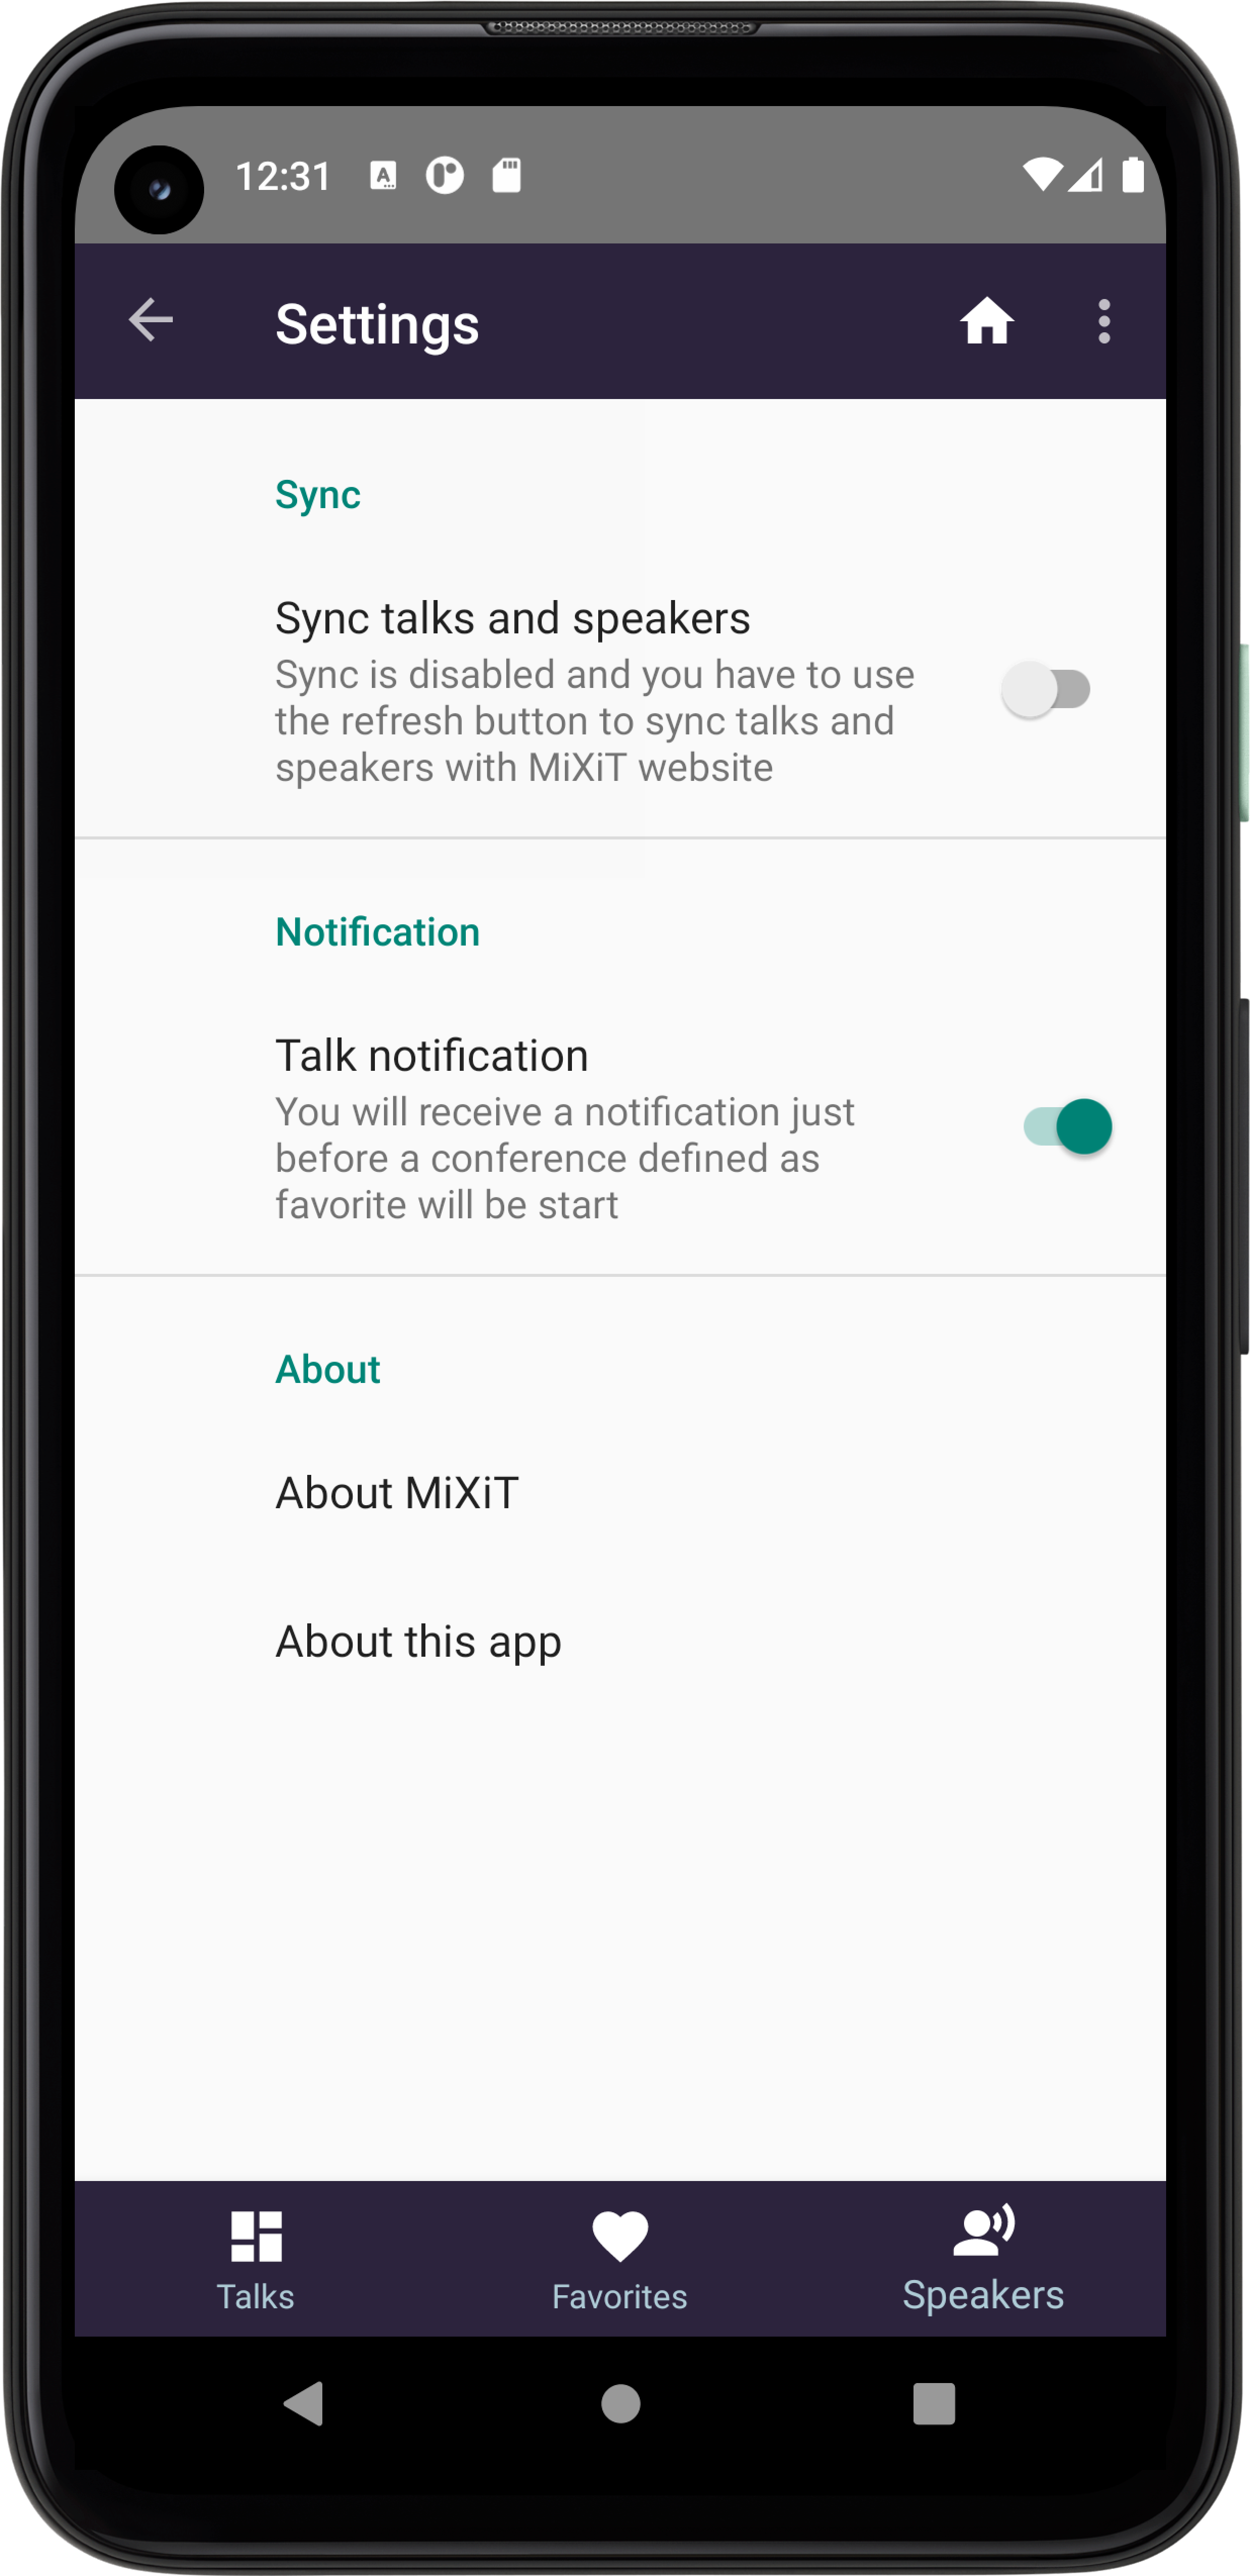 12:31
Settings
Sync
Sync talks and speakers
Sync is disabled and you have to use
the refresh button to sync talks and
speakers with MiXiT website
Notification
Talk notification
You will receive a notification just
before a conference defined as
favorite will be start
About
About MiXiT
About this app
Talks
Favorites
Speakers